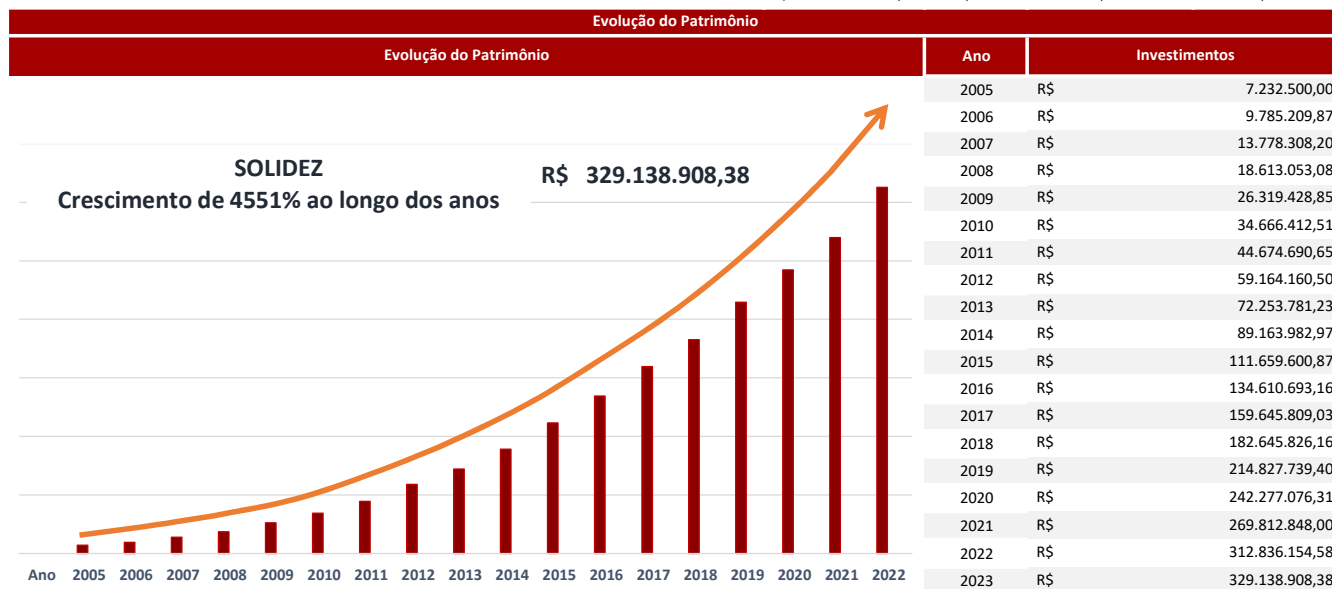 Evolução do Patrimônio
Evolução do Patrimônio
Ano Investimentos
SOLIDEZ
Crescimento de 4551% ao longo dos anos
R$ 329.138.908,38
Ano 2005 2006 2007 2008 2009 2010 2011 2012 2013 2014 2015 2016 2017 2018 2019 2020 2021 2022
2005 R$ 7.232.500,00
2006 R$ 9.785.209,87
2007 R$ 13.778.308,20
2008 R$ 18.613.053,08
2009 R$ 26.319.428,85
2010 R$ 34.666.412,51
2011 R$ 44.674.690,65
2012 R$ 59.164.160,50
2013 R$ 72.253.781,23
2014 R$ 89.163.982,97
2015 R$ 111.659.600,87
2016 R$ 134.610.693,16
2017 R$ 159.645.809,03
2018 R$ 182.645.826,16
2019 R$ 214.827.739,40
2020 R$ 242.277.076,31
2021 R$ 269.812.848,00
2022 R$ 312.836.154,58
2023 R$ 329.138.908,38